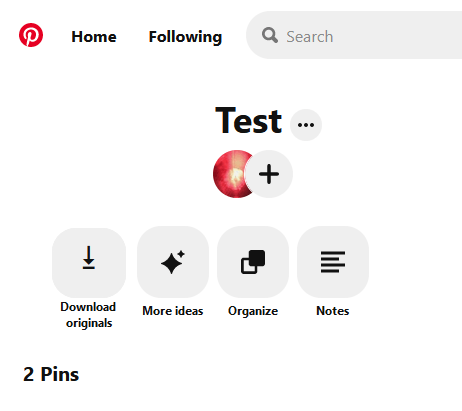 Home Following Search
Test
Download
originals
More ideas Organize Notes
2 Pins